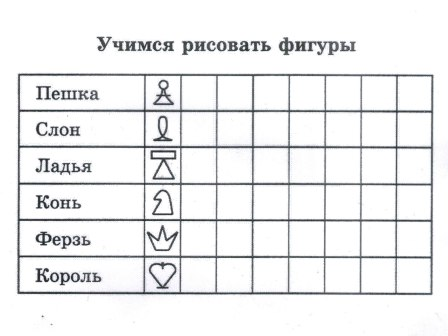 Учимся рисовать фигуры
Пешка
Слон
Ладья
Конь
Ферзь
Король